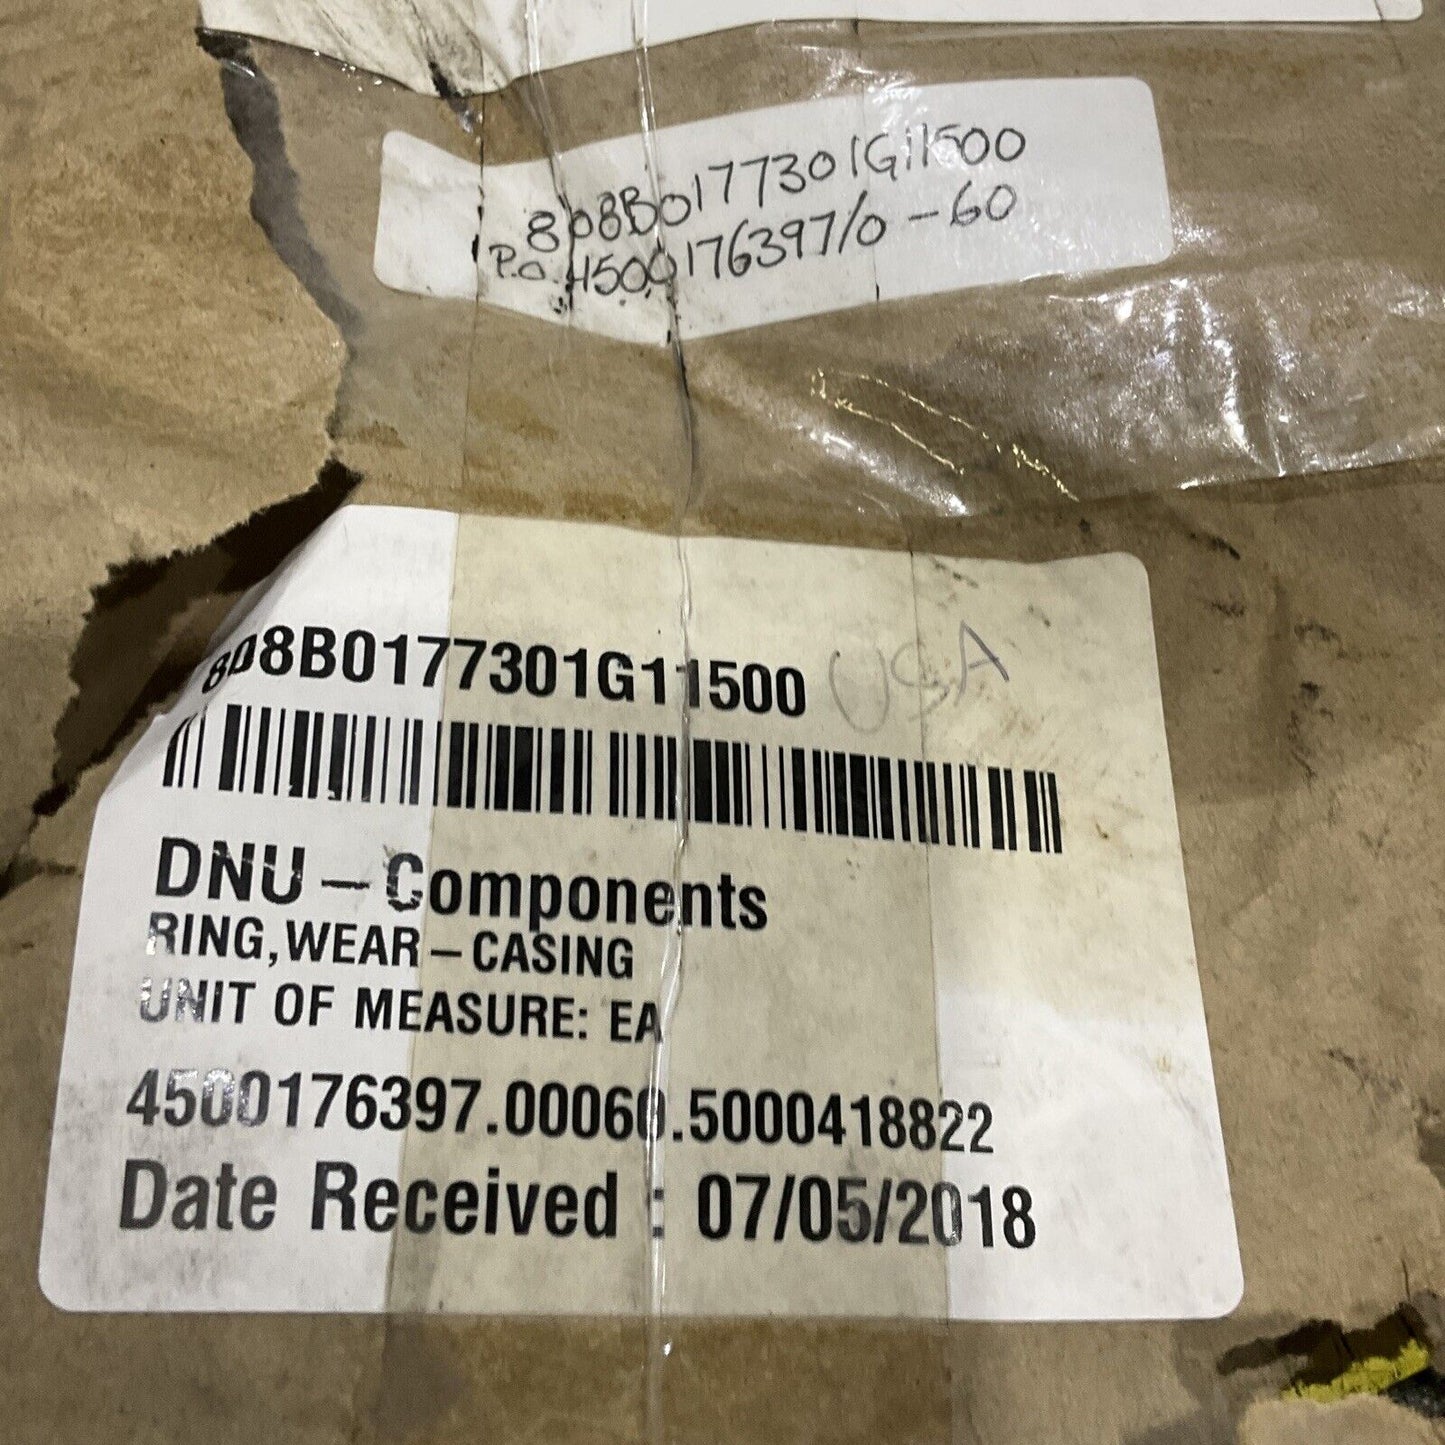 808B0177301G11500
P.O. 4500176397/0-60
808B0177301G11500 USA
DNU-Components
RING,WEAR-CASING
UNIT OF MEASURE: EA
4500176397.00060.5000418822
Date Received : 07/05/2018